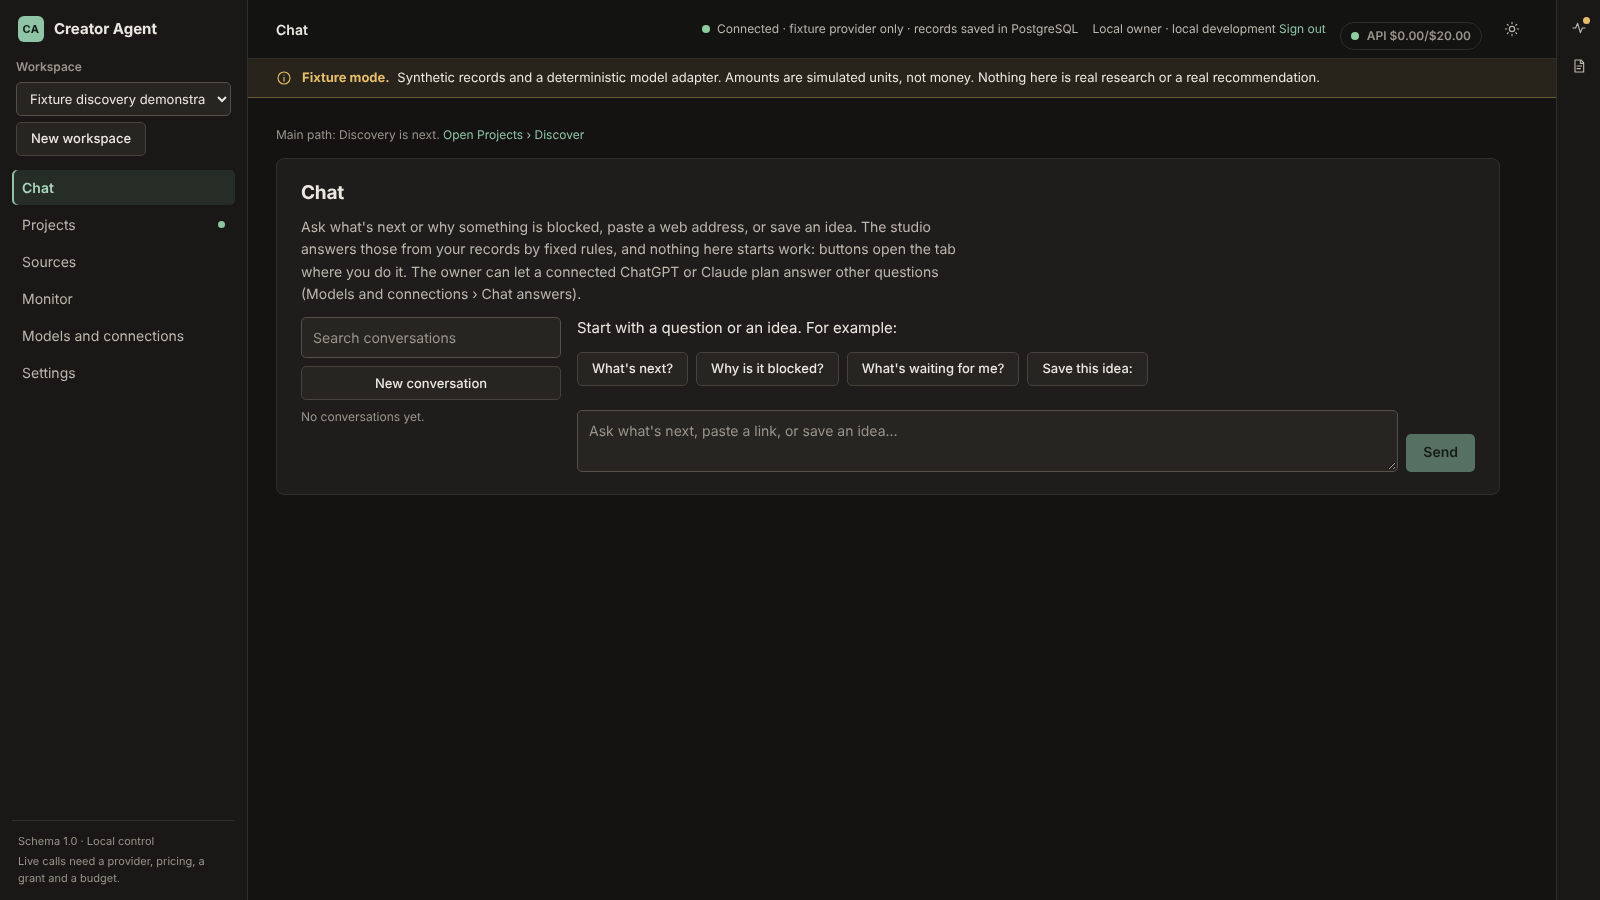 CA Creator Agent
Workspace
Fixture discovery demonstra
New workspace
Chat
Projects
Sources
Monitor
Models and connections
Settings
Schema 1.0 · Local control
Live calls need a provider, pricing, a
grant and a budget.
Chat
Connected · fixture provider only · records saved in PostgreSQL
Local owner · local development Sign out
API $0.00/$20.00
Fixture mode. Synthetic records and a deterministic model adapter. Amounts are simulated units, not money. Nothing here is real research or a real recommendation.
Main path: Discovery is next. Open Projects › Discover
Chat
Ask what's next or why something is blocked, paste a web address, or save an idea. The studio
answers those from your records by fixed rules, and nothing here starts work: buttons open the tab
where you do it. The owner can let a connected ChatGPT or Claude plan answer other questions
(Models and connections › Chat answers).
Search conversations
New conversation
No conversations yet.
Start with a question or an idea. For example:
What's next?
Why is it blocked?
What's waiting for me?
Save this idea:
Ask what's next, paste a link, or save an idea...
Send